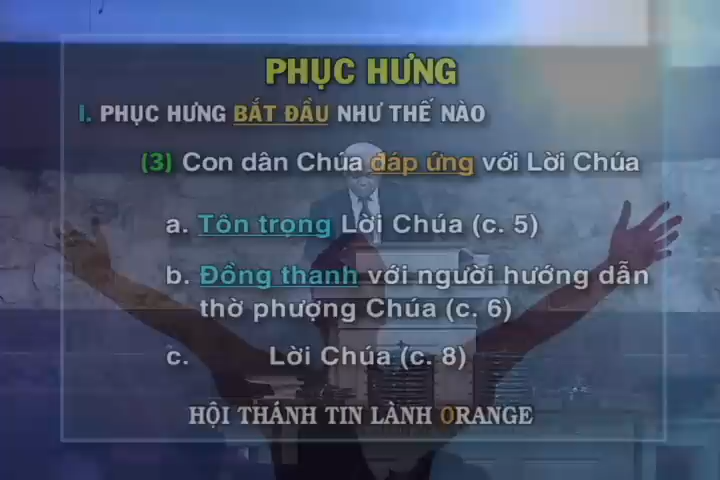 PHỤC HƯNG
I. PHỤC HƯNG BẮT ĐẦU NHƯ THẾ NÀO
(3) Con dân Chúa đáp ứng với Lời Chúa
a. Tôn trọng Lời Chúa (c. 5)
b. Đồng thanh với người hướng dẫn
thờ phượng Chúa (c. 6)
c. Lời Chúa (c. 8)
HỘI THÁNH TIN LÀNH ORANGE